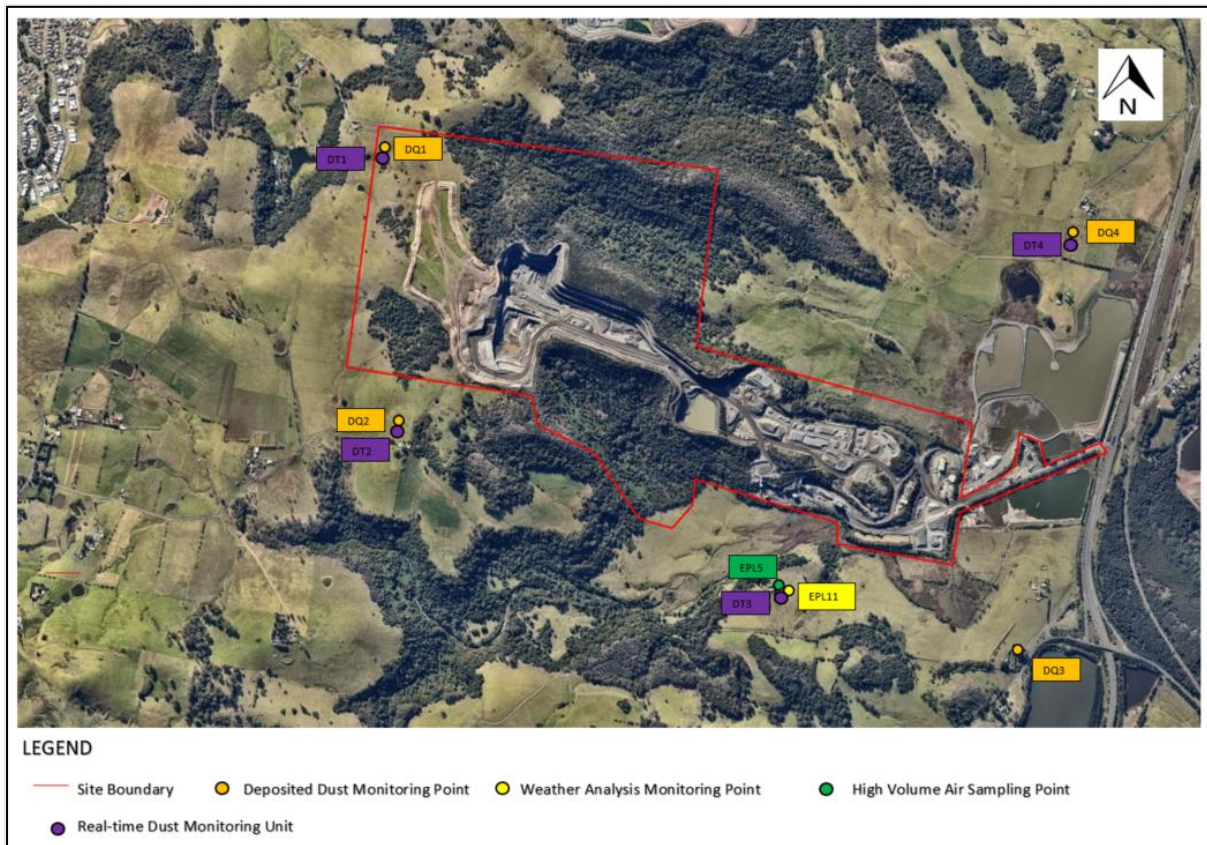 N
DQ1
DT1
DQ4
DT4
DQ2
DT2
EPL5
DT3
EPL11
DQ3
LEGEND
Site Boundary
Deposited Dust Monitoring Point
Weather Analysis Monitoring Point
High Volume Air Sampling Point
Real-time Dust Monitoring Unit